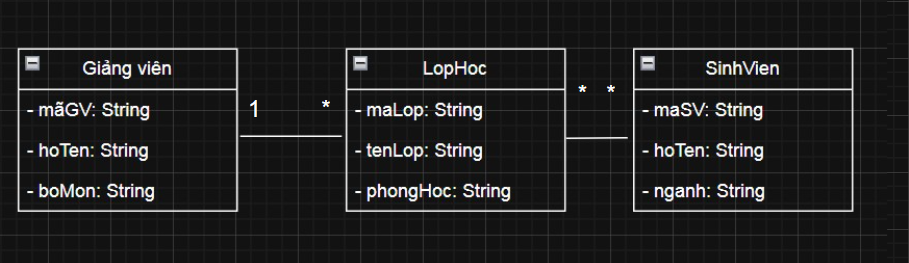 Giảng viên
- mãGV: String
- hoTen: String
- boMon: String
1 *
LopHoc
- maLop: String
- tenLop: String
- phongHoc: String
* *
SinhVien
- maSV: String
- hoTen: String
- nganh: String